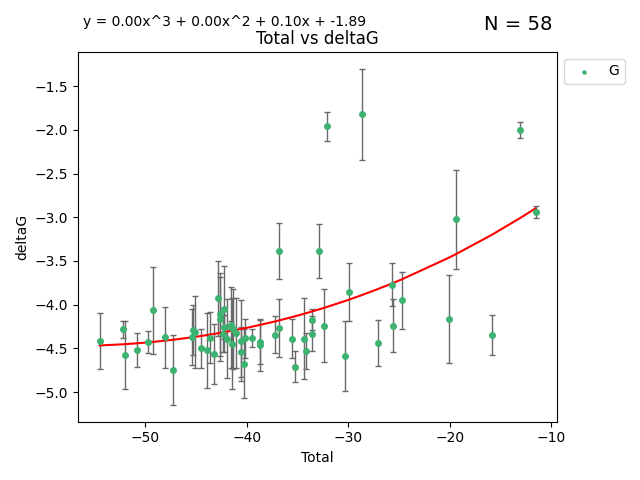 y = 0.00x^3 + 0.00x^2 + 0.10x + -1.89
N = 58
Total vs deltaG
G
−1.5
−2.0
−2.5
−3.0
−3.5
−4.0
−4.5
−5.0
deltaG
−50
−40
−30
−20
−10
Total